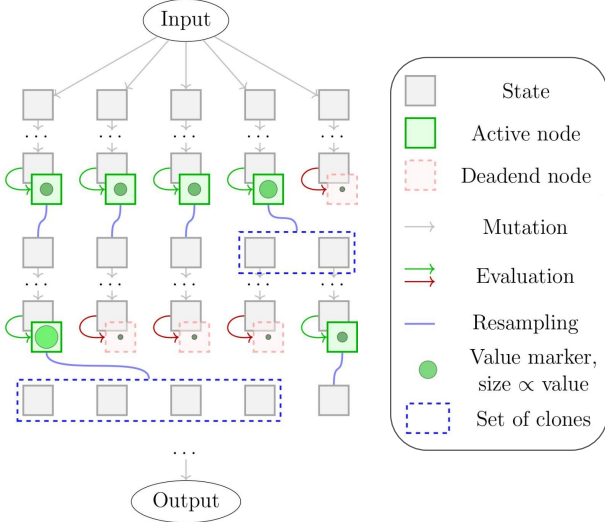 Input
State
Active node
Deadend node
Mutation
Evaluation
Resampling
Value marker,
size ∝ value
Set of clones
... ... ... ... ...
... ... ... ... ...
...
Output